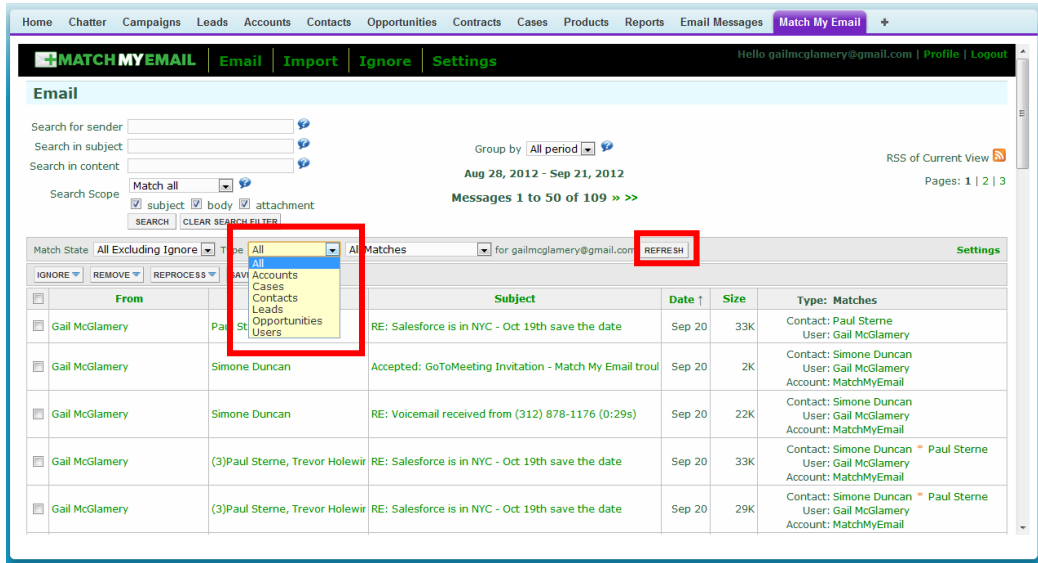 Home Chatter Campaigns Leads Accounts Contacts Opportunities Contracts Cases Products Reports Email Messages Match My Email +
MATCH MY EMAIL Email Import Ignore Settings Hello gailmcglamery@gmail.com | Profile | Logout
Email
Search for sender
Search in subject
Search in content
Search Scope Match all
subject body attachment
SEARCH CLEAR SEARCH FILTER
Group by All period
Aug 28, 2012 - Sep 21, 2012
Messages 1 to 50 of 109 » >>
RSS of Current View
Pages: 1 | 2 | 3
Match State All Excluding Ignore Type All All Matches for gailmcglamery@gmail.com REFRESH Settings
All
Accounts
Cases
Contacts
Leads
Opportunities
Users
IGNORE REMOVE REPROCESS
From Subject Date ↑ Size Type: Matches
Gail McGlamery RE: Salesforce is in NYC - Oct 19th save the date Sep 20 33K Contact: Paul Sterne
User: Gail McGlamery
Gail McGlamery Simone Duncan Accepted: GoToMeeting Invitation - Match My Email troul Sep 20 2K Contact: Simone Duncan
User: Gail McGlamery
Account: MatchMyEmail
Gail McGlamery Simone Duncan RE: Voicemail received from (312) 878-1176 (0:29s) Sep 20 22K Contact: Simone Duncan
User: Gail McGlamery
Account: MatchMyEmail
Gail McGlamery (3)Paul Sterne, Trevor Holewir RE: Salesforce is in NYC - Oct 19th save the date Sep 20 33K Contact: Simone Duncan Paul Sterne
User: Gail McGlamery
Account: MatchMyEmail
Gail McGlamery (3)Paul Sterne, Trevor Holewir RE: Salesforce is in NYC - Oct 19th save the date Sep 20 29K Contact: Simone Duncan Paul Sterne
User: Gail McGlamery
Account: MatchMyEmail